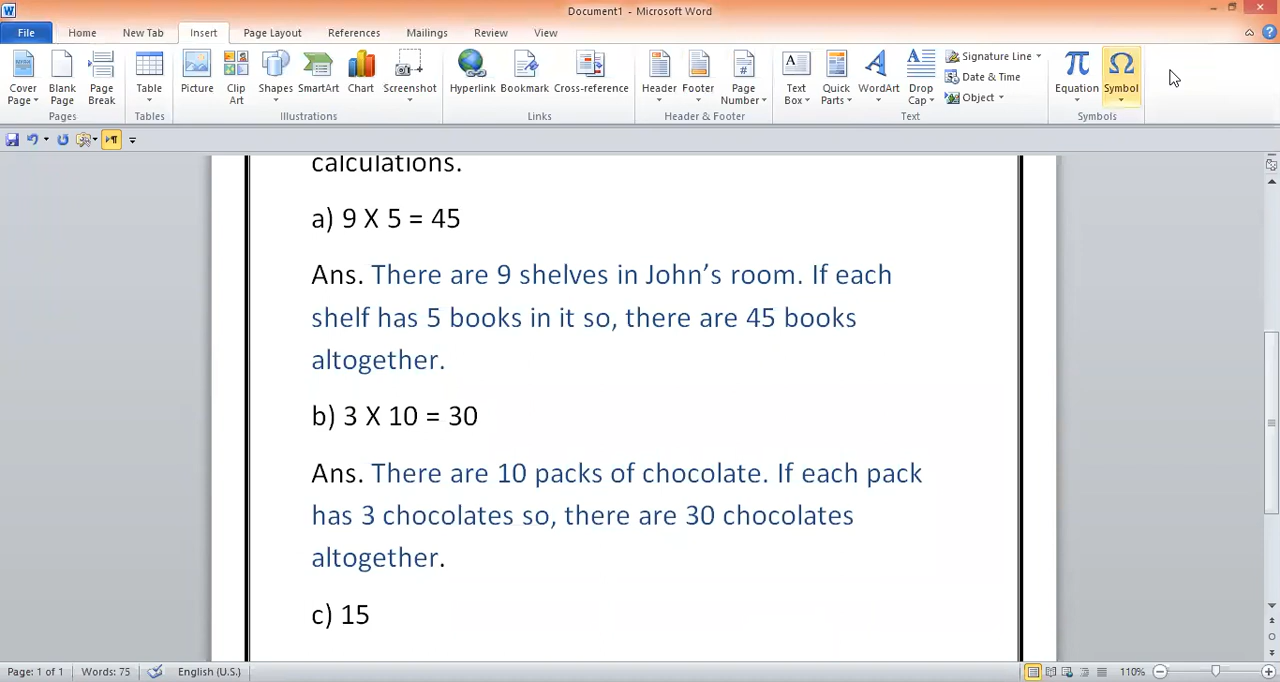 Document1 - Microsoft Word
File Home New Tab Insert Page Layout References Mailings Review View
Cover Page Blank Page Page Break Table Picture Clip Art Shapes SmartArt Chart Screenshot Hyperlink Bookmark Cross-reference Header Footer Page Number Text Box Quick Parts WordArt Drop Cap Signature Line Date & Time Object Equation Symbol
Pages Tables Illustrations Links Header & Footer Text Symbols
calculations.
a) 9 X 5 = 45
Ans. There are 9 shelves in John’s room. If each
shelf has 5 books in it so, there are 45 books
altogether.
b) 3 X 10 = 30
Ans. There are 10 packs of chocolate. If each pack
has 3 chocolates so, there are 30 chocolates
altogether.
c) 15
Page: 1 of 1 Words: 75 English (U.S.) 110%